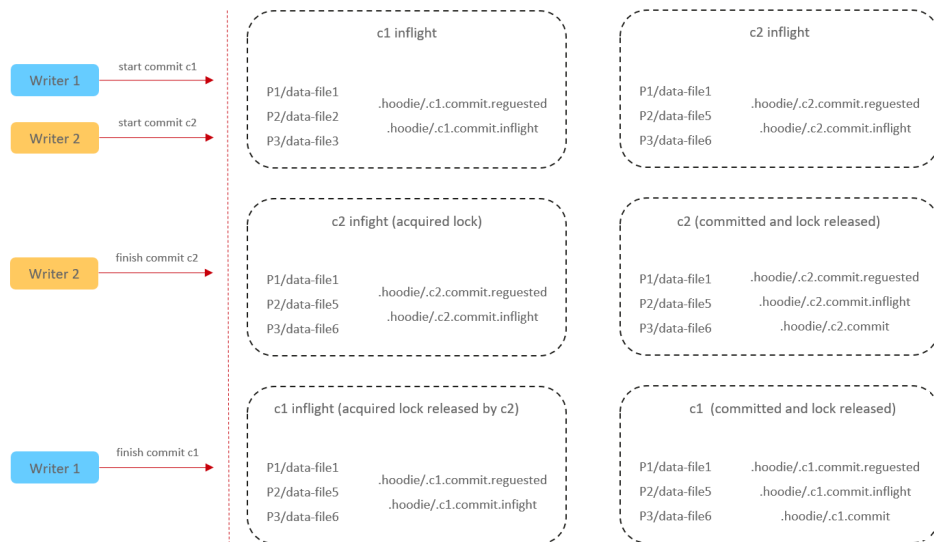 c1 inflight
c2 inflight
Writer 1
start commit c1
P1/data-file1
P2/data-file2
P3/data-file3
.hoodie/.c1.commit.reguested
.hoodie/.c1.commit.inflight
P1/data-file1
P2/data-file5
P3/data-file6
.hoodie/.c2.commit.reguested
.hoodie/.c2.commit.inflight
Writer 2
start commit c2
c2 infight (acquired lock)
c2 (committed and lock released)
Writer 2
finish commit c2
P1/data-file1
P2/data-file5
P3/data-file6
.hoodie/.c2.commit.reguested
.hoodie/.c2.commit.inflight
P1/data-file1
P2/data-file5
P3/data-file6
.hoodie/.c2.commit.reguested
.hoodie/.c2.commit.inflight
.hoodie/.c2.commit
c1 inflight (acquired lock released by c2)
c1 (committed and lock released)
Writer 1
finish commit c1
P1/data-file1
P2/data-file5
P3/data-file6
.hoodie/.c1.commit.reguested
.hoodie/.c1.commit.infight
P1/data-file1
P2/data-file5
P3/data-file6
.hoodie/.c1.commit.reguested
.hoodie/.c1.commit.inflight
.hoodie/.c1.commit